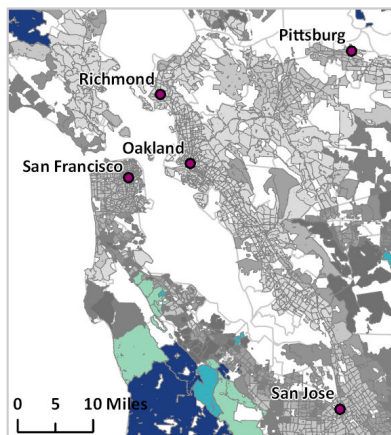 Pittsburg
Richmond
Oakland
San Francisco
San Jose
0 5 10 Miles